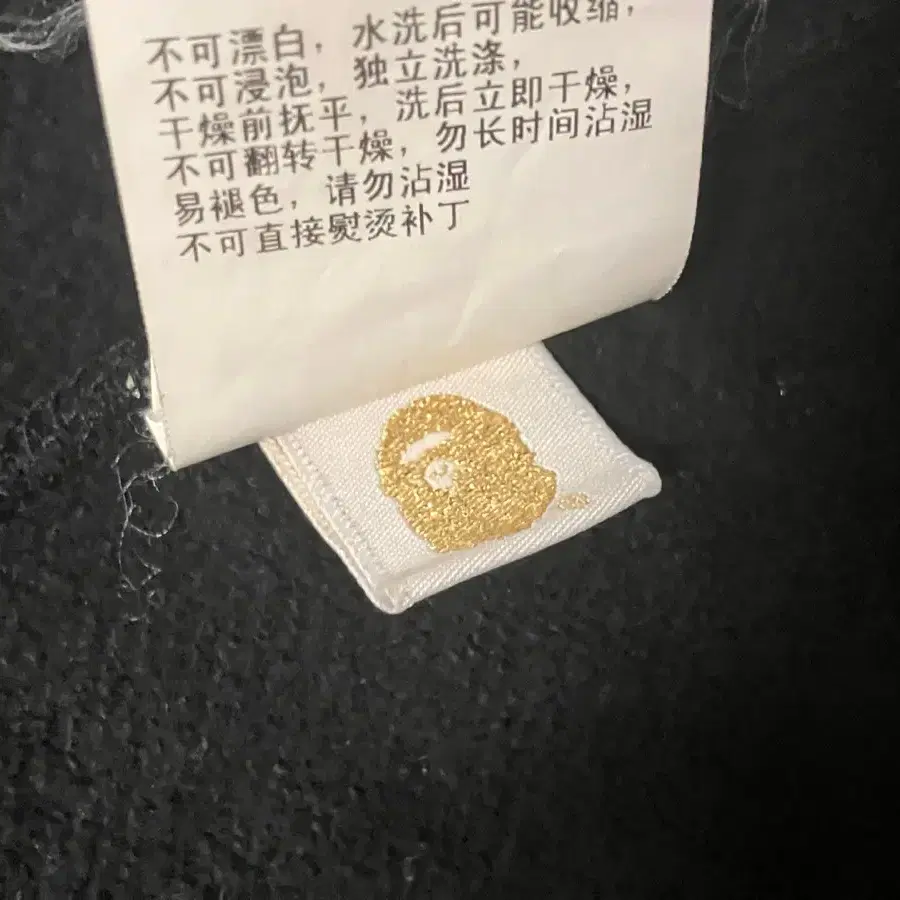 不可漂白，水洗后可能收缩，
不可浸泡，独立洗涤，
干燥前抚平，洗后立即干燥，
不可翻转干燥，勿长时间沾湿
易褪色，请勿沾湿
不可直接熨烫补丁